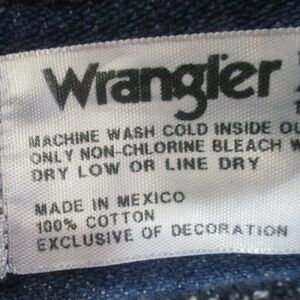 Wrangler
MACHINE WASH COLD INSIDE
ONLY NON-CHLORINE BLEACH
DRY LOW OR LINE DRY
MADE IN MEXICO
100% COTTON
EXCLUSIVE OF DECORATION